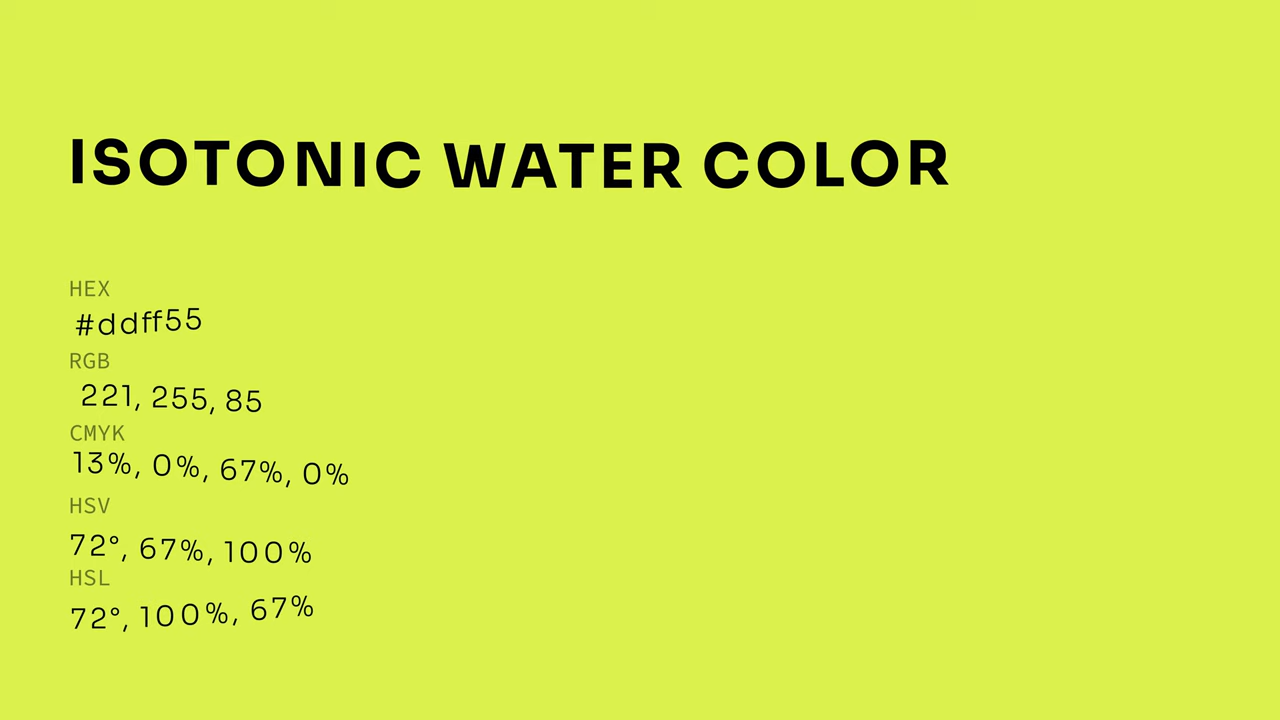 ISOTONIC WATER COLOR
HEX
#ddff55
RGB
221, 255, 85
CMYK
13%, 0%, 67%, 0%
HSV
72°, 67%, 100%
HSL
72°, 100%, 67%